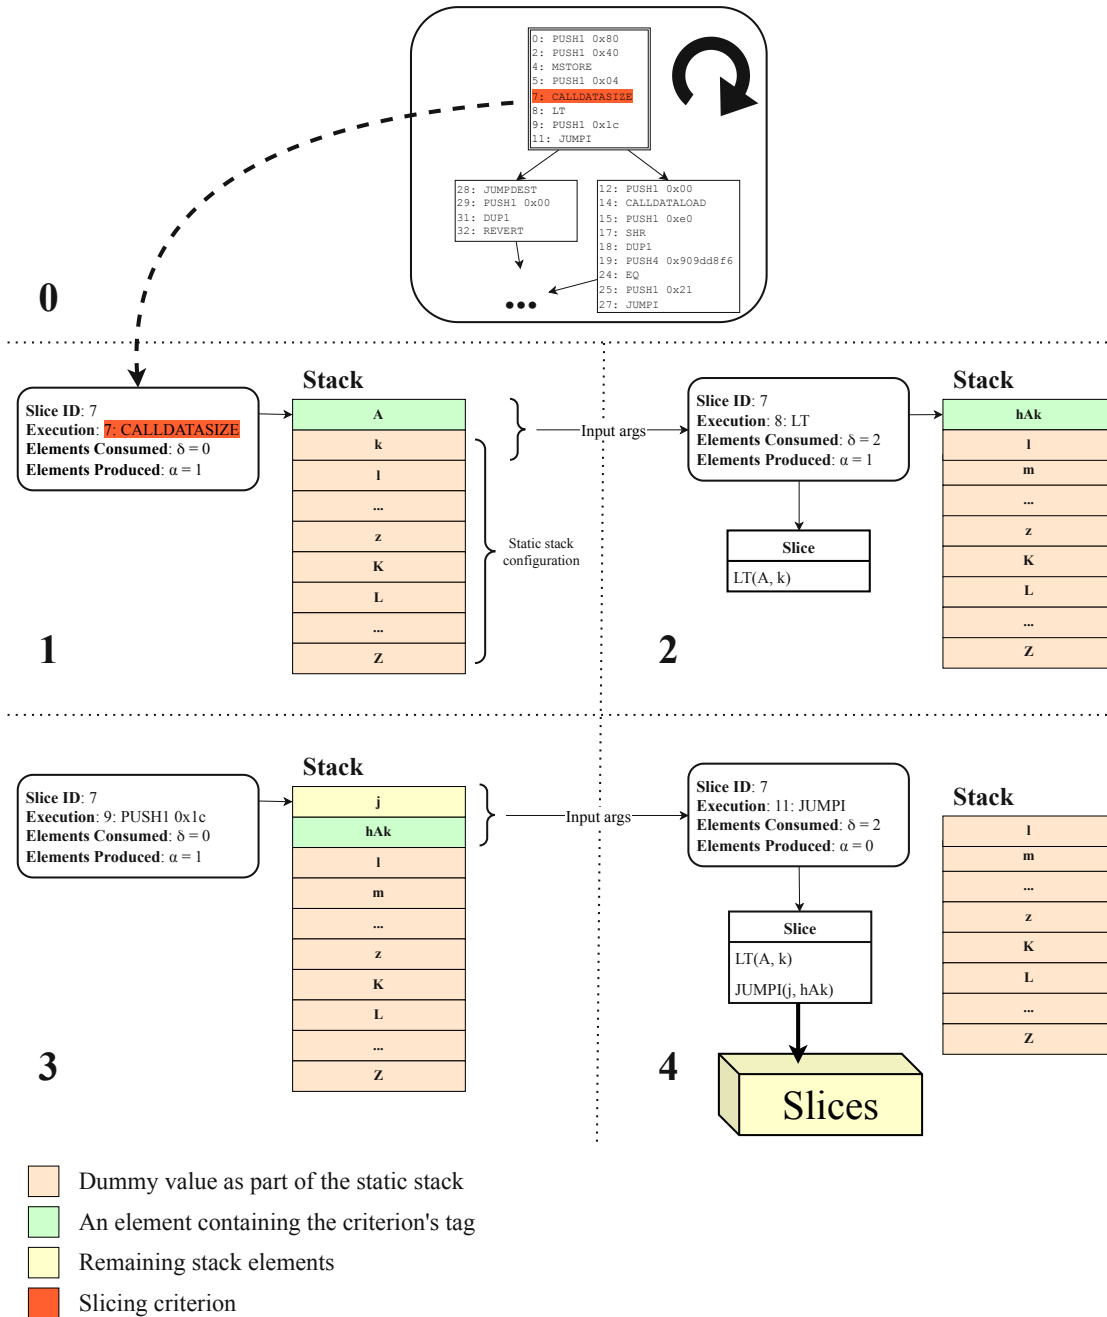 0: PUSH1 0x80
2: PUSH1 0x40
4: MSTORE
5: PUSH1 0x04
7: CALLDATASIZE
8: LT
9: PUSH1 0x1c
11: JUMPI
28: JUMPDEST
29: PUSH1 0x00
31: DUP1
32: REVERT
12: PUSH1 0x00
14: CALLDATALOAD
15: PUSH1 0xe0
17: SHR
18: DUP1
19: PUSH4 0x909dd8f6
24: EQ
25: PUSH1 0x21
27: JUMPI
•••
0
Slice ID: 7
Execution: 7: CALLDATASIZE
Elements Consumed: δ = 0
Elements Produced: α = 1
Stack
A
k
l
...
z
K
L
...
Z
Input args
Static stack
configuration
1
Slice ID: 7
Execution: 8: LT
Elements Consumed: δ = 2
Elements Produced: α = 1
Slice
LT(A, k)
Stack
hAk
l
m
...
z
K
L
...
Z
2
Slice ID: 7
Execution: 9: PUSH1 0x1c
Elements Consumed: δ = 0
Elements Produced: α = 1
Stack
j
hAk
l
m
...
z
K
L
...
Z
Input args
3
Slice ID: 7
Execution: 11: JUMPI
Elements Consumed: δ = 2
Elements Produced: α = 0
Slice
LT(A, k)
JUMPI(j, hAk)
Stack
l
m
...
z
K
L
...
Z
4
Slices
Dummy value as part of the static stack
An element containing the criterion's tag
Remaining stack elements
Slicing criterion